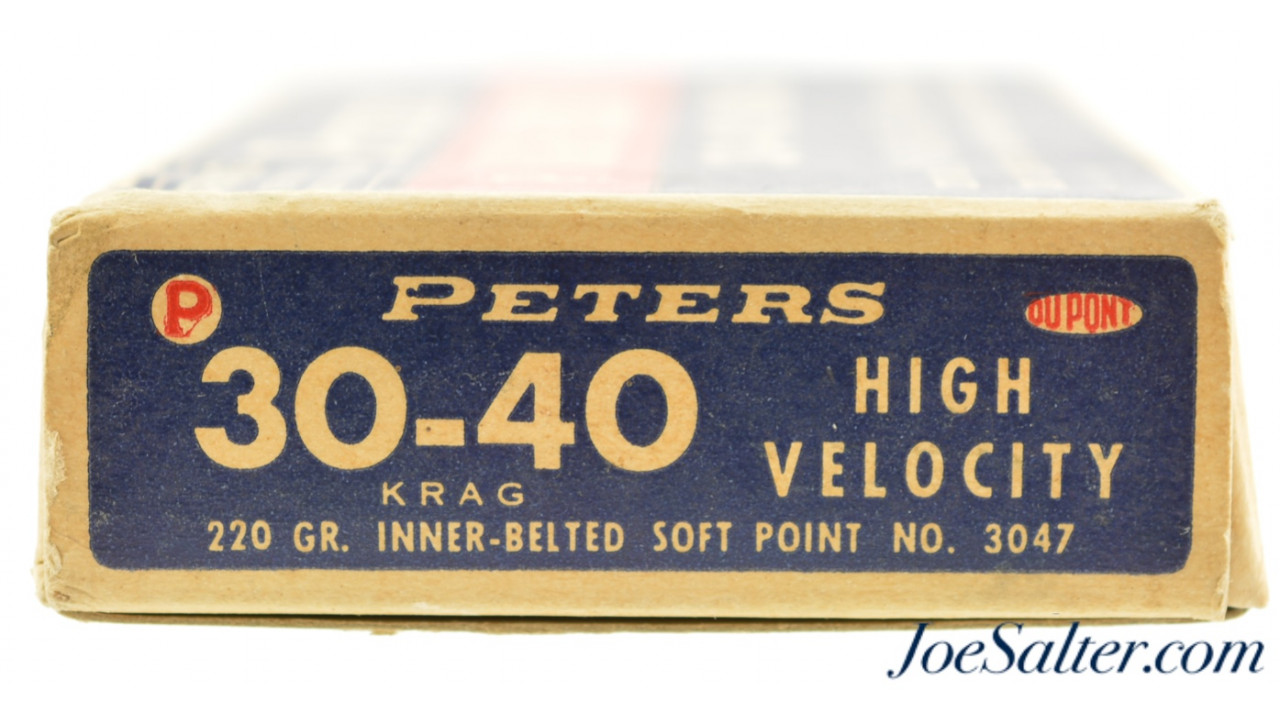 P PETERS DU PONT
30-40 HIGH
VELOCITY
KRAG
220 GR. INNER-BELTED SOFT POINT NO. 3047
JoeSalter.com